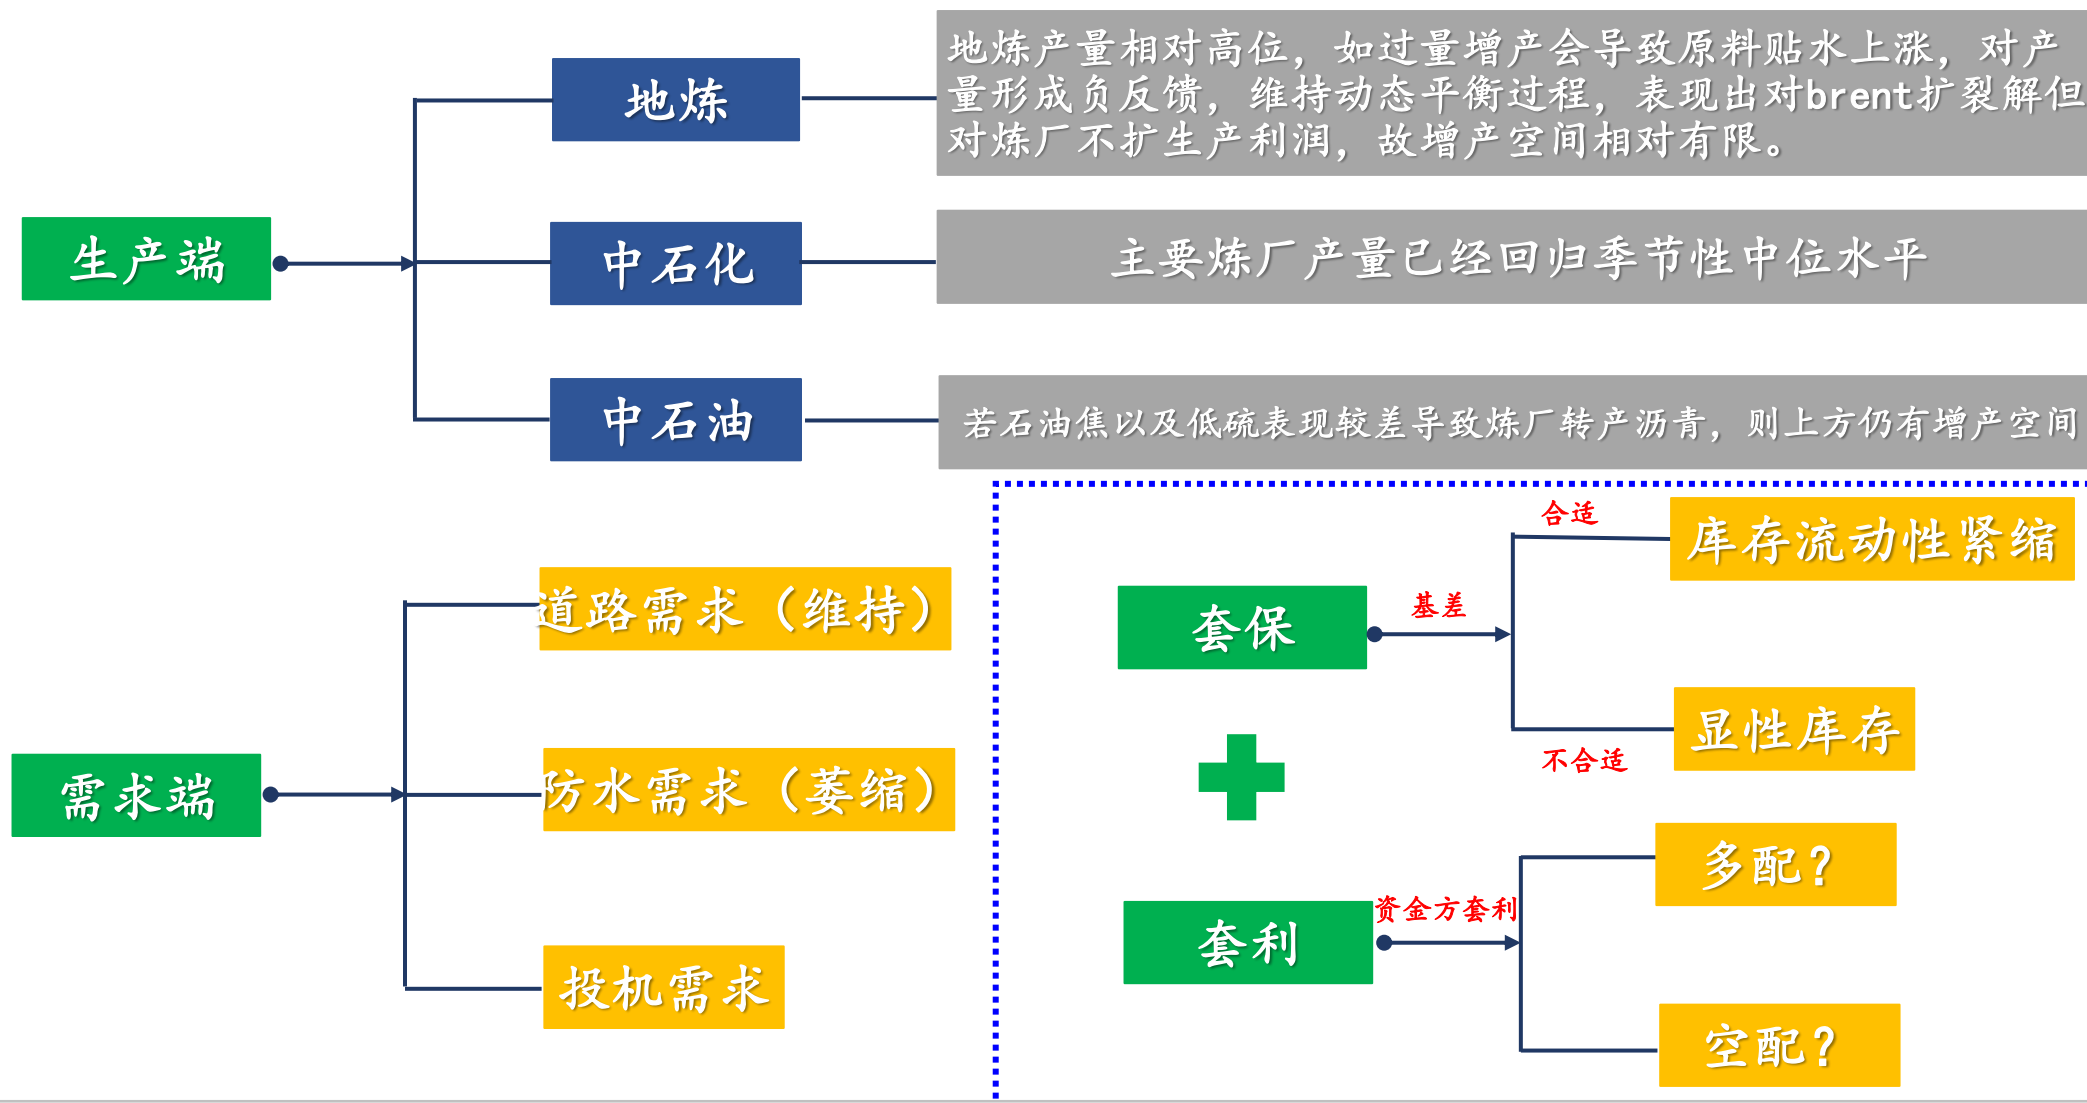 生产端
地炼
地炼产量相对高位，如过量增产会导致原料贴水上涨，对产
量形成负反馈，维持动态平衡过程，表现出对brent扩裂解但
对炼厂不扩生产利润，故增产空间相对有限。
中石化
主要炼厂产量已经回归季节性中位水平
中石油
若石油焦以及低硫表现较差导致炼厂转产沥青，则上方仍有增产空间
需求端
道路需求（维持）
防水需求（萎缩）
投机需求
套保
基差
合适
库存流动性紧缩
不合适
显性库存
套利
资金方套利
多配？
空配？